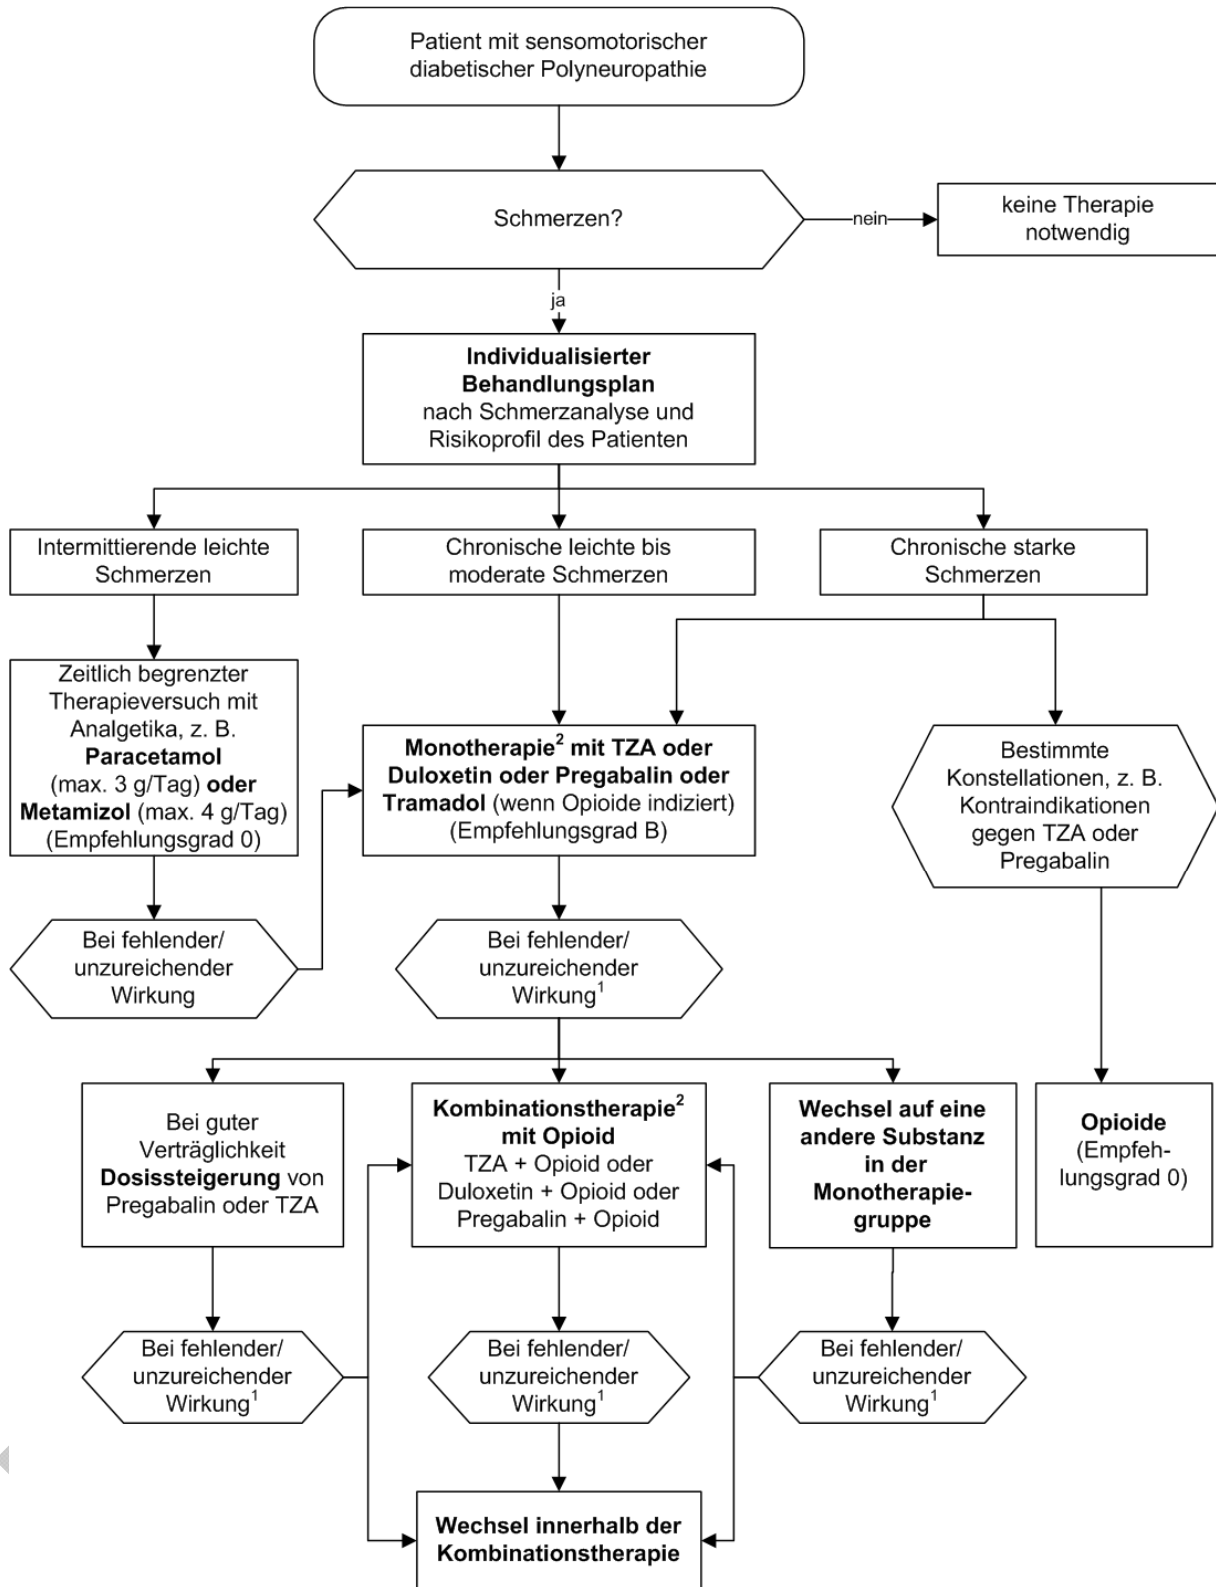 Patient mit sensomotorischer
diabetischer Polyneuropathie
Schmerzen?
nein
keine Therapie
notwendig
ja
Individualisierter
Behandlungsplan
nach Schmerzanalyse und
Risikoprofil des Patienten
Intermittierende leichte
Schmerzen
Chronische leichte bis
moderate Schmerzen
Chronische starke
Schmerzen
Zeitlich begrenzter
Therapieversuch mit
Analgetika, z. B.
Paracetamol
(max. 3 g/Tag) oder
Metamizol (max. 4 g/Tag)
(Empfehlungsgrad 0)
Monotherapie² mit TZA oder
Duloxetin oder Pregabalin oder
Tramadol (wenn Opioide indiziert)
(Empfehlungsgrad B)
Bestimmte
Konstellationen, z. B.
Kontraindikationen
gegen TZA oder
Pregabalin
Bei fehlender/
unzureichender
Wirkung
Bei fehlender/
unzureichender
Wirkung¹
Bei guter
Verträglichkeit
Dosissteigerung von
Pregabalin oder TZA
Kombinationstherapie²
mit Opioid
TZA + Opioid oder
Duloxetin + Opioid oder
Pregabalin + Opioid
Wechsel auf eine
andere Substanz
in der
Monotherapie-
gruppe
Opioide
(Empfeh-
lungsgrad 0)
Bei fehlender/
unzureichender
Wirkung¹
Bei fehlender/
unzureichender
Wirkung¹
Bei fehlender/
unzureichender
Wirkung¹
Wechsel innerhalb der
Kombinationstherapie